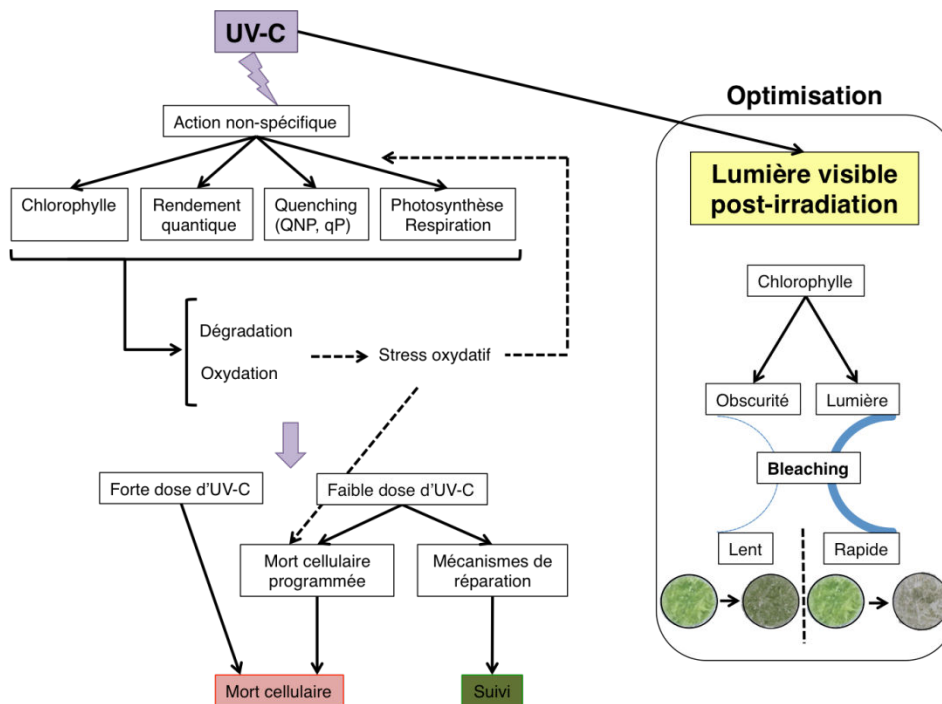 UV-C
Action non-spécifique
Chlorophylle
Rendement
quantique
Quenching
(QNP, qP)
Photosynthèse
Respiration
Dégradation
Oxydation
Stress oxydatif
Forte dose d'UV-C
Faible dose d'UV-C
Mort cellulaire
programmée
Mécanismes de
réparation
Mort cellulaire
Suivi
Optimisation
Lumière visible
post-irradiation
Chlorophylle
Obscurité
Lumière
Bleaching
Lent
Rapide